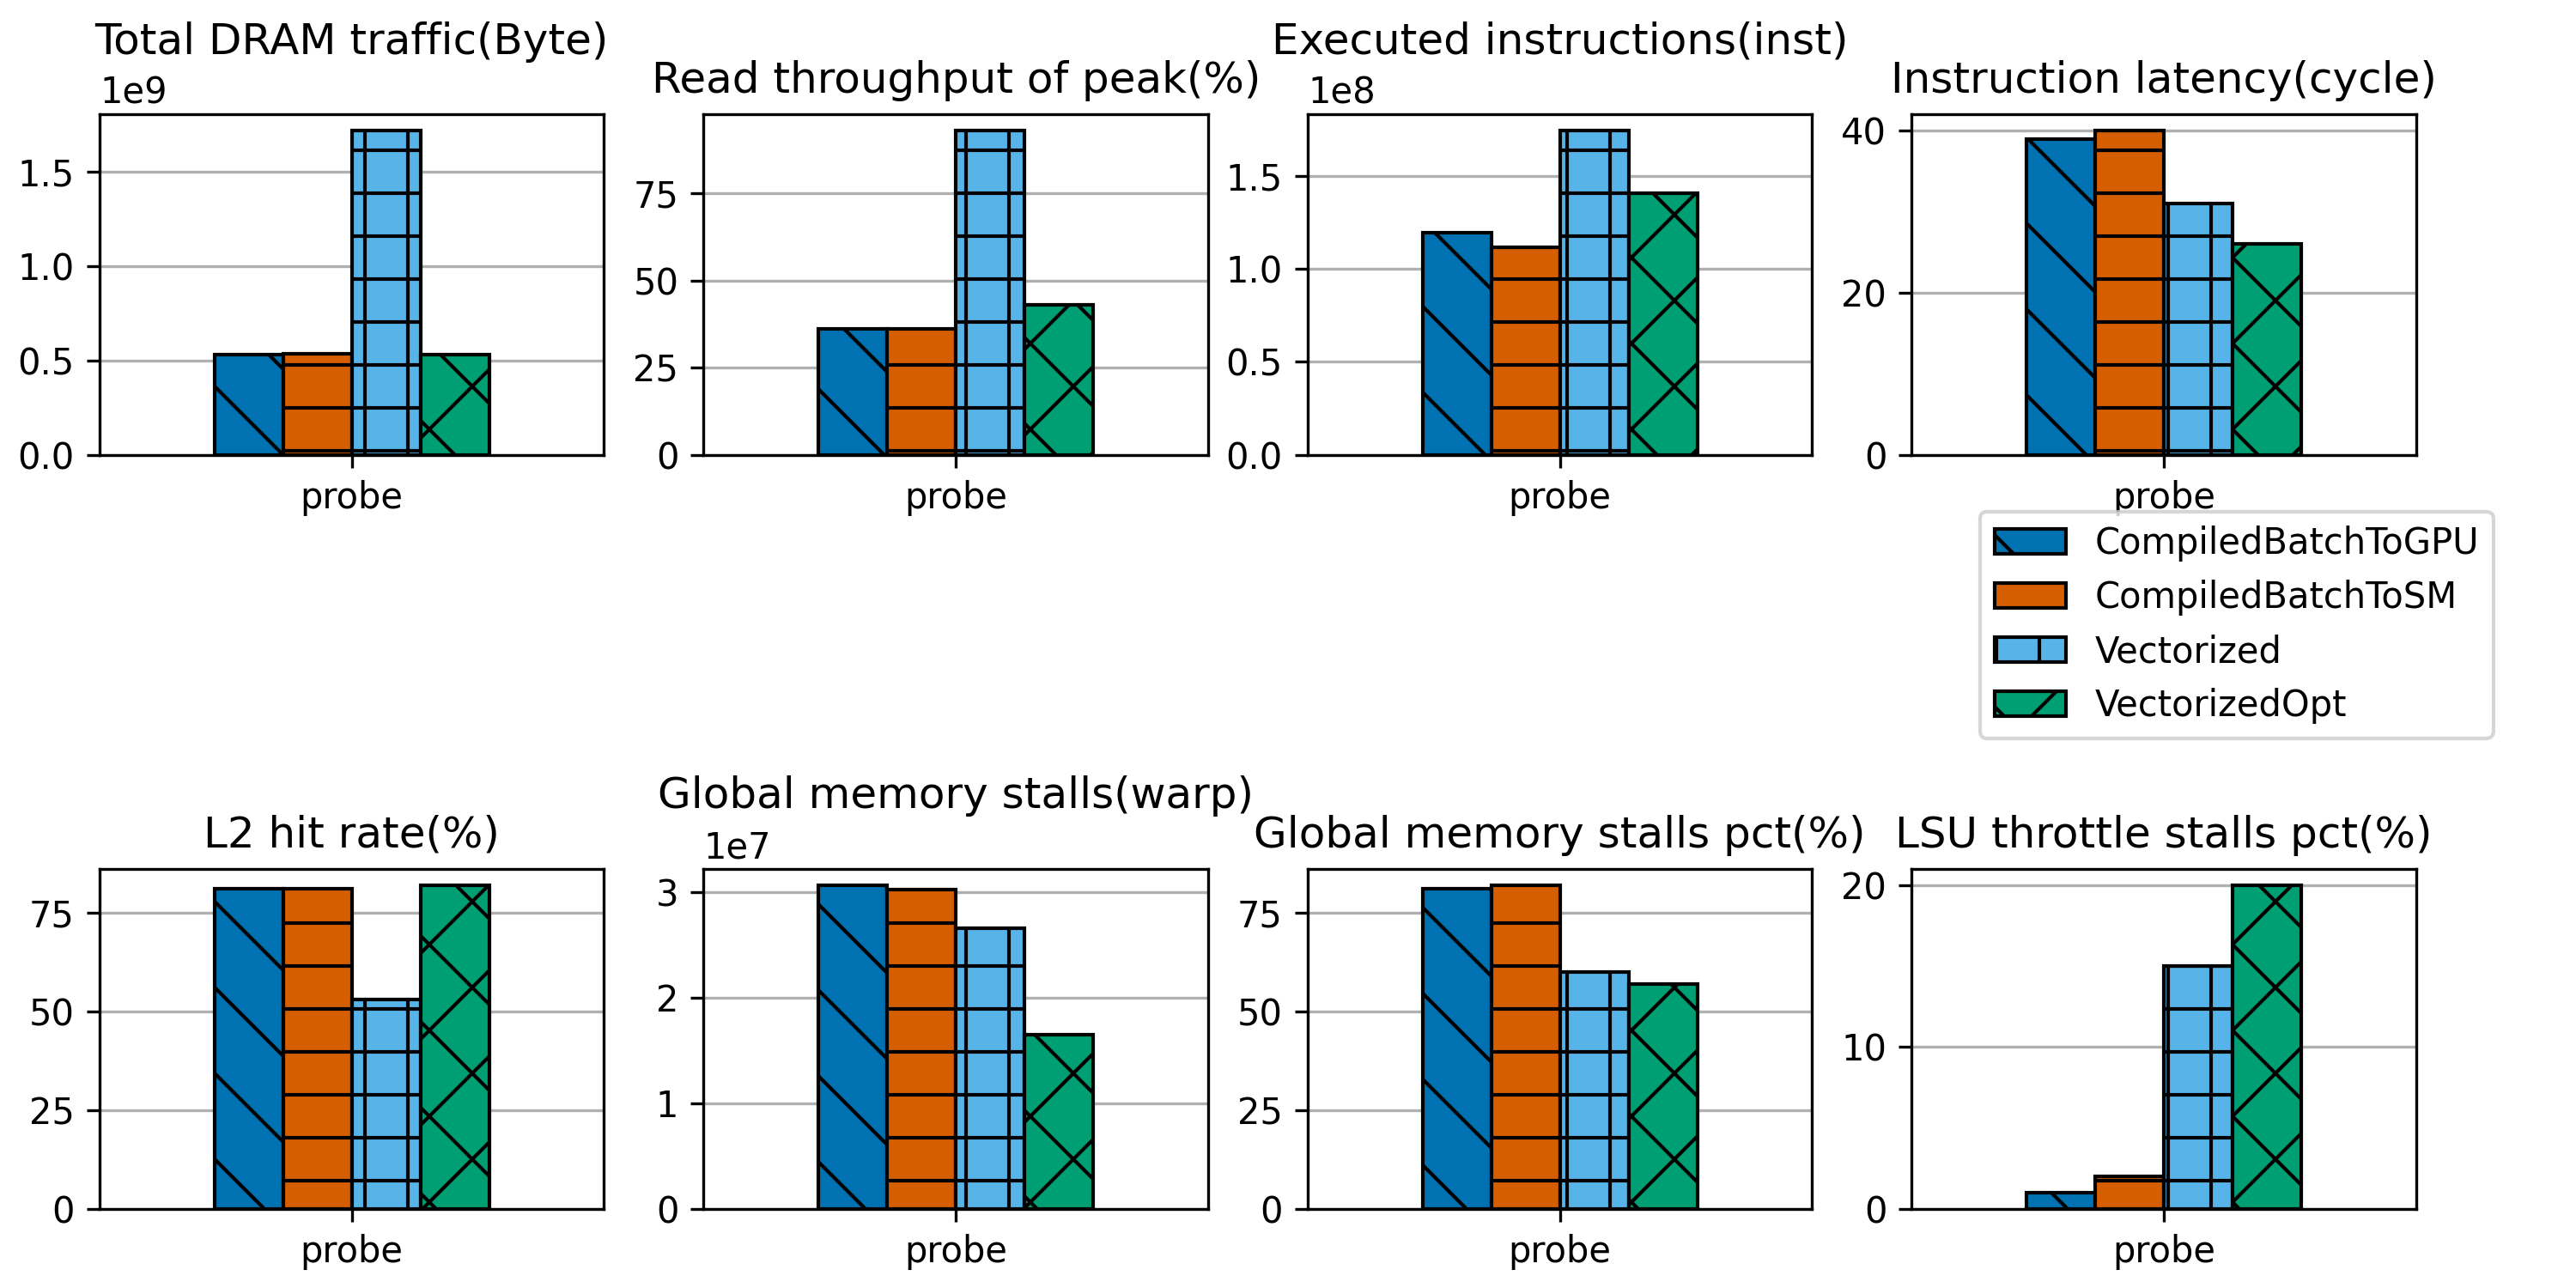 Total DRAM traffic(Byte)
1e9
1.5
1.0
0.5
0.0
probe
Read throughput of peak(%)
75
50
25
0
probe
Executed instructions(inst)
1e8
1.5
1.0
0.5
0.0
probe
Instruction latency(cycle)
40
20
0
probe
CompiledBatchToGPU
CompiledBatchToSM
Vectorized
VectorizedOpt
L2 hit rate(%)
75
50
25
0
probe
Global memory stalls(warp)
1e7
3
2
1
0
probe
Global memory stalls pct(%)
75
50
25
0
probe
LSU throttle stalls pct(%)
20
10
0
probe